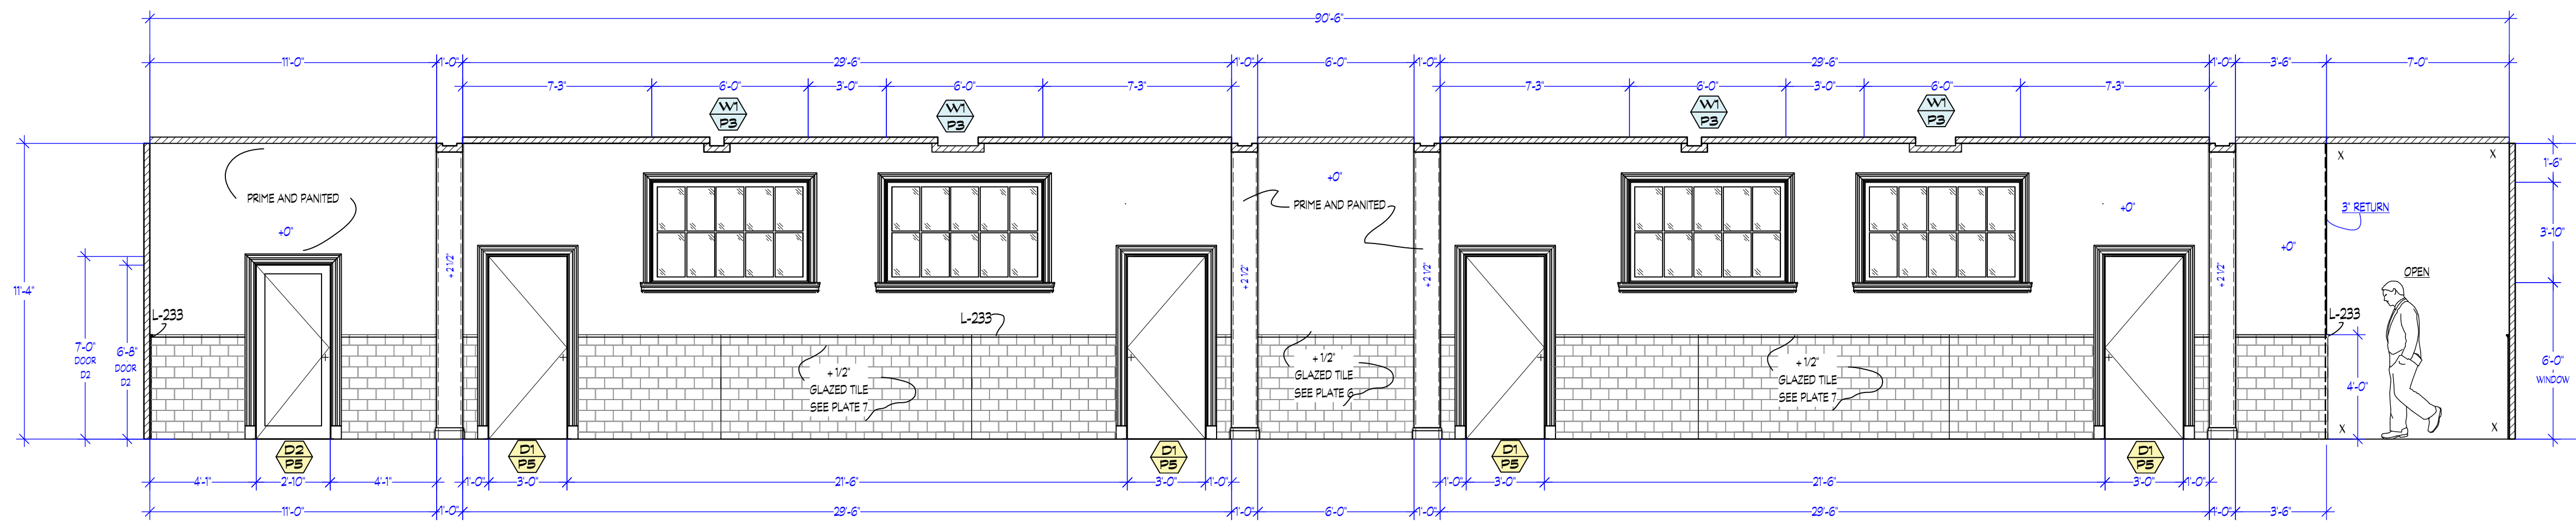 90'-6"
11'-0" 1'-0" 29'-6" 1'-0" 6'-0" 1'-0" 29'-6" 1'-0" 3'-6" 7'-0"
7'-3" 6'-0" 3'-0" 6'-0" 7'-3" 7'-3" 6'-0" 3'-0" 6'-0" 7'-3"
W1 W1 W1 W1
P3 P3 P3 P3
PRIME AND PANITED
+0"
+2 1/2"
L-233
L-233
+ 1/2"
GLAZED TILE
SEE PLATE 7
+2 1/2"
+0"
PRIME AND PANITED
+ 1/2"
GLAZED TILE
SEE PLATE 6
+2 1/2"
+ 1/2"
GLAZED TILE
SEE PLATE 7
+0"
+2 1/2"
+0"
X X
3" RETURN
OPEN
L-233
4'-0"
X X
11'-4"
7'-0"
DOOR
D2
6'-8"
DOOR
D2
1'-6"
3'-10"
6'-0"
WINDOW
D2 D1 D1 D1 D1
P5 P5 P5 P5 P5
4'-1" 2'-10" 4'-1" 1'-0" 3'-0" 21'-6" 3'-0" 1'-0" 1'-0" 3'-0" 21'-6" 3'-0" 1'-0"
11'-0" 1'-0" 29'-6" 1'-0" 6'-0" 1'-0" 29'-6" 1'-0" 3'-6"